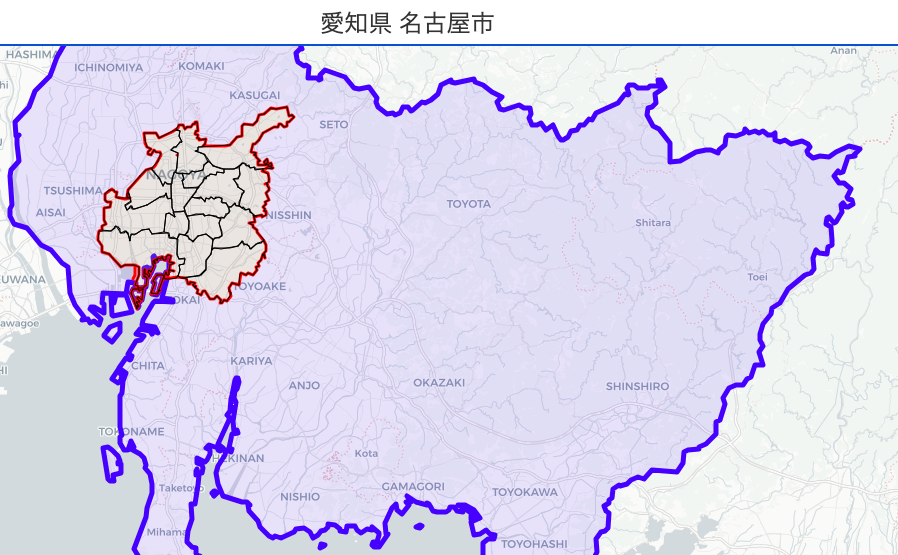 愛知県 名古屋市
Anan
HASHIMA
ICHINOMIYA
KOMAKI
KASUGAI
SETO
NAGOYA
TSUSHIMA
AISAI
NISSHIN
TOYOTA
Shitara
Toei
TOYOAKE
TOKAI
KUWANA
Kawagoe
KARIYA
CHITA
ANJO
OKAZAKI
SHINSHIRO
TOKONAME
Kota
HEKINAN
Taketoyo
NISHIO
GAMAGORI
TOYOKAWA
Mihama
TOYOHASHI